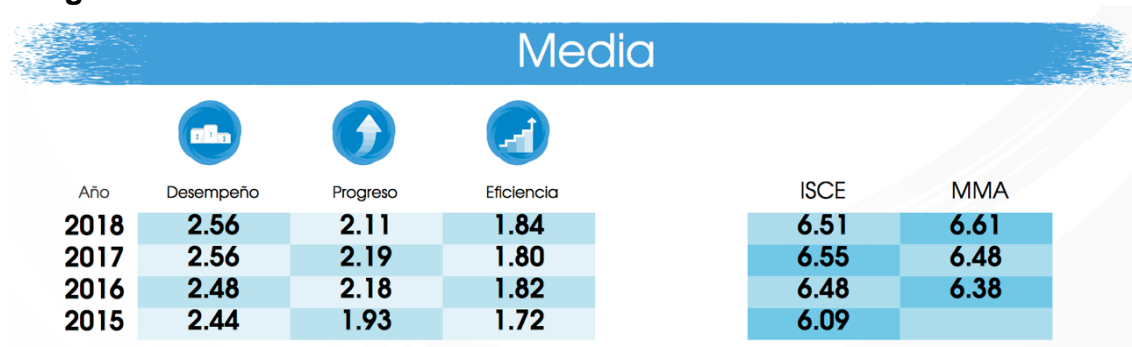 Media
Año Desempeño Progreso Eficiencia ISCE MMA
2018 2.56 2.11 1.84 6.51 6.61
2017 2.56 2.19 1.80 6.55 6.48
2016 2.48 2.18 1.82 6.48 6.38
2015 2.44 1.93 1.72 6.09